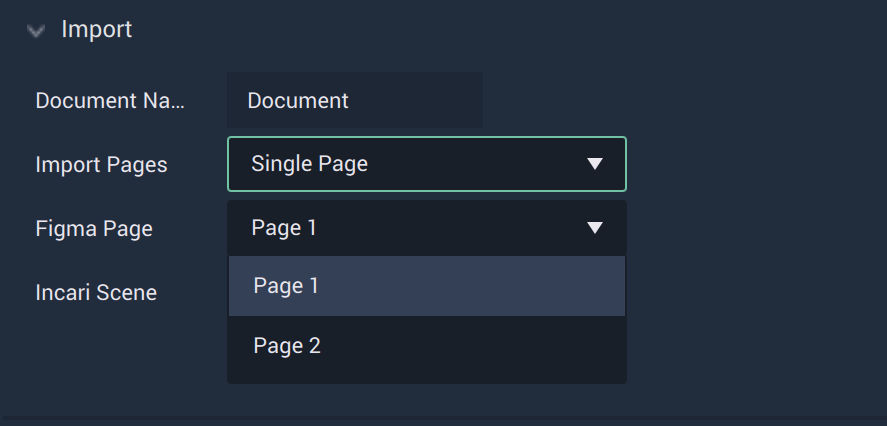 Import
Document Na... Document
Import Pages Single Page
Figma Page Page 1
Page 1
Incari Scene
Page 2